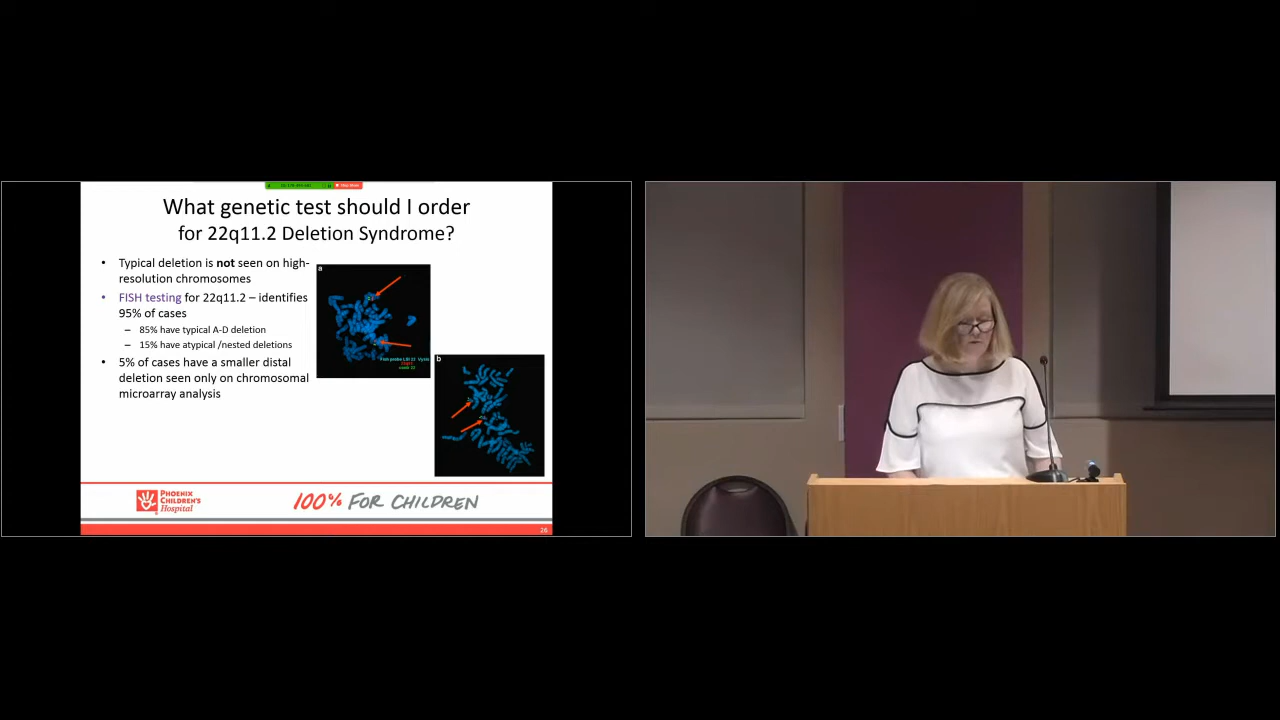 What genetic test should I order
for 22q11.2 Deletion Syndrome?
• Typical deletion is not seen on high-
resolution chromosomes
• FISH testing for 22q11.2 – identifies
95% of cases
– 85% have typical A-D deletion
– 15% have atypical /nested deletions
• 5% of cases have a smaller distal
deletion seen only on chromosomal
microarray analysis
a
b
PHOENIX
CHILDREN'S
Hospital
100% FOR CHILDREN
26